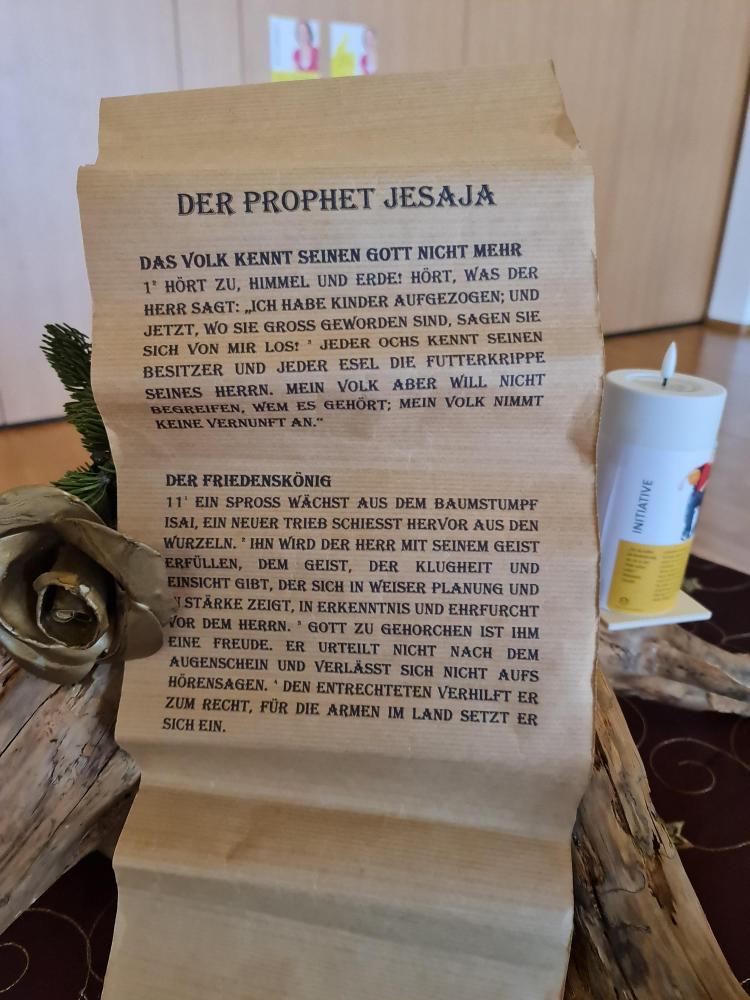 DER PROPHET JESAJA
DAS VOLK KENNT SEINEN GOTT NICHT MEHR
1² HÖRT ZU, HIMMEL UND ERDE! HÖRT, WAS DER
HERR SAGT: „ICH HABE KINDER AUFGEZOGEN; UND
JETZT, WO SIE GROSS GEWORDEN SIND, SAGEN SIE
SICH VON MIR LOS! ³ JEDER OCHS KENNT SEINEN
BESITZER UND JEDER ESEL DIE FUTTERKRIPPE
SEINES HERRN. MEIN VOLK ABER WILL NICHT
BEGREIFEN, WEM ES GEHÖRT; MEIN VOLK NIMMT
KEINE VERNUNFT AN.“
DER FRIEDENSKÖNIG
11¹ EIN SPROSS WÄCHST AUS DEM BAUMSTUMPF
ISAI, EIN NEUER TRIEB SCHIESST HERVOR AUS DEN
WURZELN. ² IHN WIRD DER HERR MIT SEINEM GEIST
ERFÜLLEN, DEM GEIST, DER KLUGHEIT UND
EINSICHT GIBT, DER SICH IN WEISER PLANUNG UND
STÄRKE ZEIGT, IN ERKENNTNIS UND EHRFURCHT
VOR DEM HERRN. ³ GOTT ZU GEHORCHEN IST IHM
EINE FREUDE. ER URTEILT NICHT NACH DEM
AUGENSCHEIN UND VERLÄSST SICH NICHT AUFS
HÖRENSAGEN. ⁴ DEN ENTRECHTETEN VERHILFT ER
ZUM RECHT, FÜR DIE ARMEN IM LAND SETZT ER
SICH EIN.
INITIATIVE